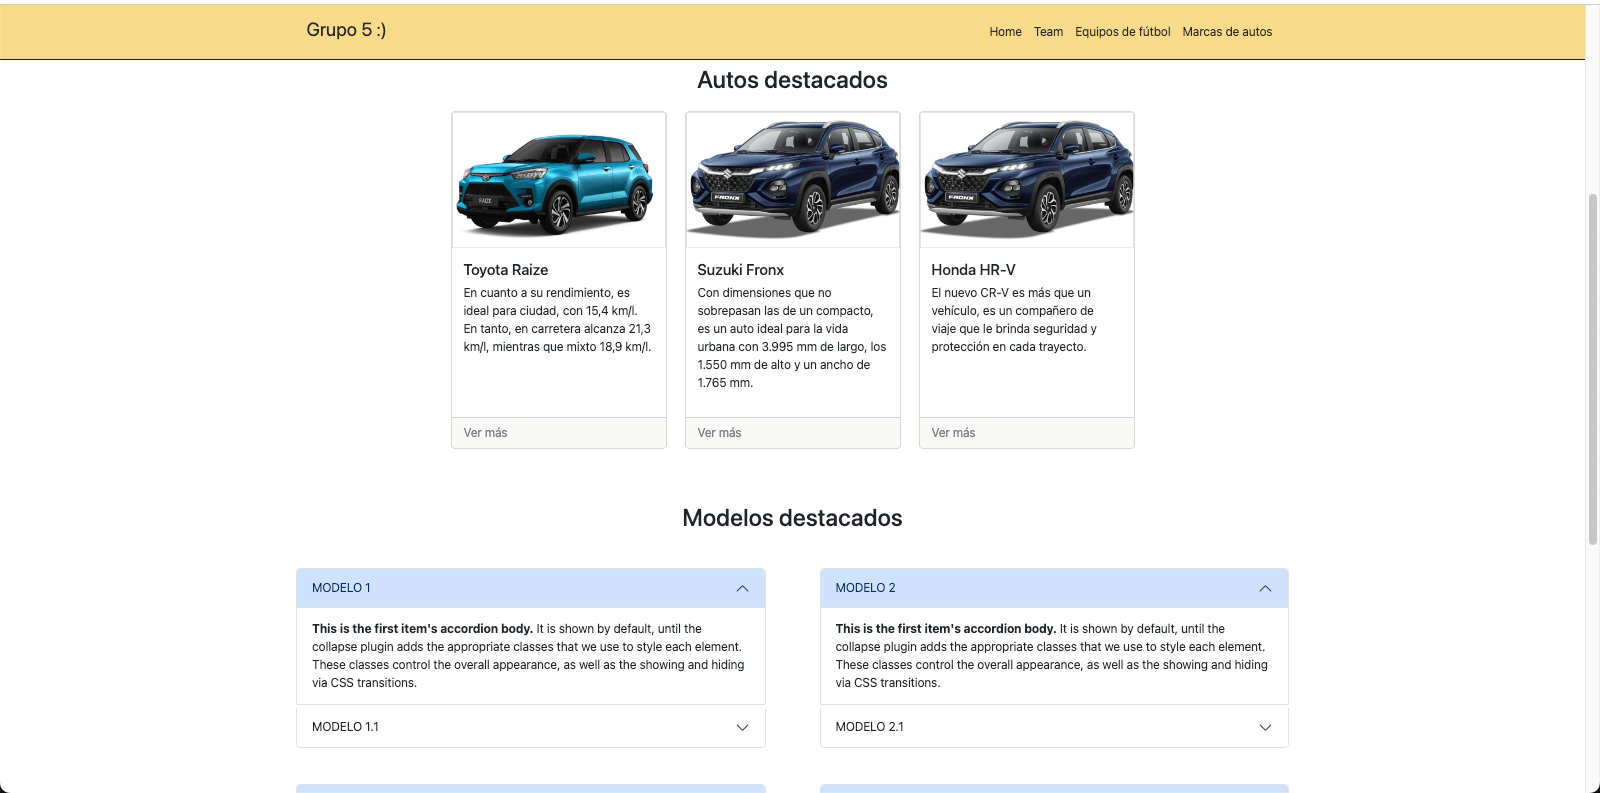 Grupo 5 :)
Home Team Equipos de fútbol Marcas de autos
Autos destacados
RAIZE
FRONX
FRONX
Toyota Raize
En cuanto a su rendimiento, es
ideal para ciudad, con 15,4 km/l.
En tanto, en carretera alcanza 21,3
km/l, mientras que mixto 18,9 km/l.
Ver más
Suzuki Fronx
Con dimensiones que no
sobrepasan las de un compacto,
es un auto ideal para la vida
urbana con 3.995 mm de largo, los
1.550 mm de alto y un ancho de
1.765 mm.
Ver más
Honda HR-V
El nuevo CR-V es más que un
vehículo, es un compañero de
viaje que le brinda seguridad y
protección en cada trayecto.
Ver más
Modelos destacados
MODELO 1
This is the first item's accordion body. It is shown by default, until the
collapse plugin adds the appropriate classes that we use to style each element.
These classes control the overall appearance, as well as the showing and hiding
via CSS transitions.
MODELO 1.1
MODELO 2
This is the first item's accordion body. It is shown by default, until the
collapse plugin adds the appropriate classes that we use to style each element.
These classes control the overall appearance, as well as the showing and hiding
via CSS transitions.
MODELO 2.1